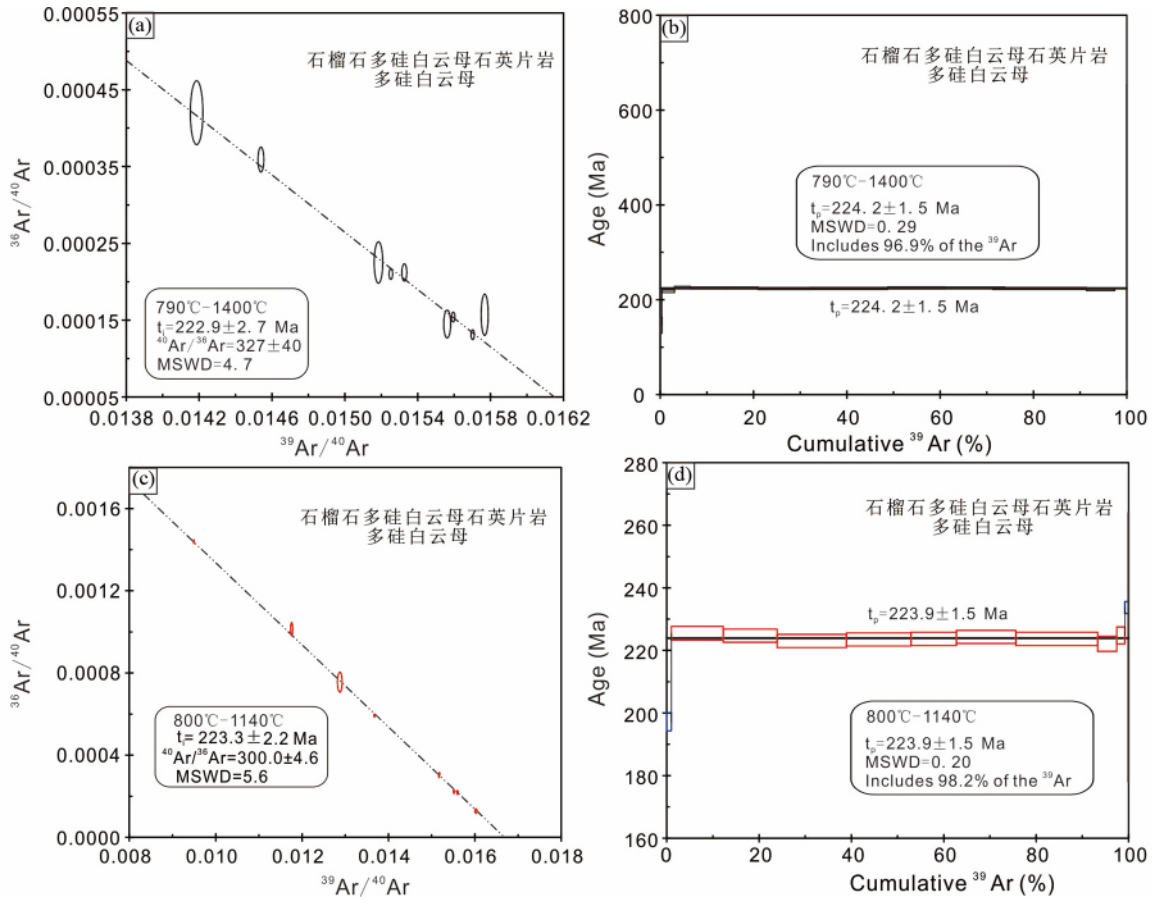 (a)
石榴石多硅白云母石英片岩
多硅白云母
0.00055
0.00045
0.00035
0.00025
0.00015
0.00005
³⁶Ar/⁴⁰Ar
790℃-1400℃
tᵢ=222.9±2.7 Ma
⁴⁰Ar/³⁶Ar=327±40
MSWD=4.7
0.0138
0.0142
0.0146
0.0150
0.0154
0.0158
0.0162
³⁹Ar/⁴⁰Ar
(b)
石榴石多硅白云母石英片岩
多硅白云母
800
600
400
200
0
Age (Ma)
790℃-1400℃
tₚ=224.2±1.5 Ma
MSWD=0.29
Includes 96.9% of the ³⁹Ar
tₚ=224.2±1.5 Ma
0
20
40
60
80
100
Cumulative ³⁹Ar (%)
(c)
石榴石多硅白云母石英片岩
多硅白云母
0.0016
0.0012
0.0008
0.0004
0.0000
³⁶Ar/⁴⁰Ar
800℃-1140℃
tᵢ= 223.3±2.2 Ma
⁴⁰Ar/³⁶Ar=300.0±4.6
MSWD=5.6
0.008
0.010
0.012
0.014
0.016
0.018
³⁹Ar/⁴⁰Ar
(d)
石榴石多硅白云母石英片岩
多硅白云母
280
260
240
220
200
180
160
Age (Ma)
tₚ=223.9±1.5 Ma
800℃-1140℃
tₚ=223.9±1.5 Ma
MSWD=0.20
Includes 98.2% of the ³⁹Ar
0
20
40
60
80
100
Cumulative ³⁹Ar (%)